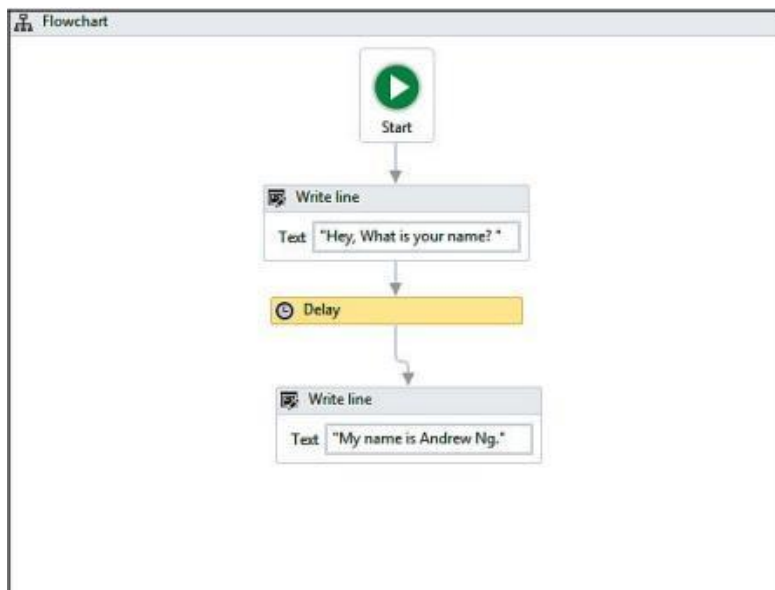 Flowchart
Start
Write line
Text "Hey, What is your name? "
Delay
Write line
Text "My name is Andrew Ng."